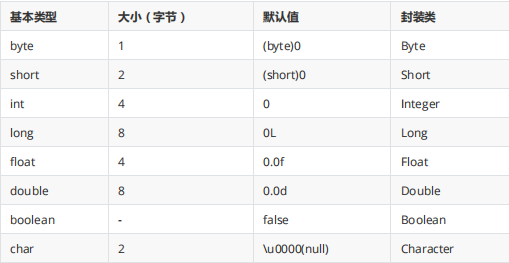 基本类型 大小（字节） 默认值 封装类
byte 1 (byte)0 Byte
short 2 (short)0 Short
int 4 0 Integer
long 8 0L Long
float 4 0.0f Float
double 8 0.0d Double
boolean - false Boolean
char 2 \u0000(null) Character